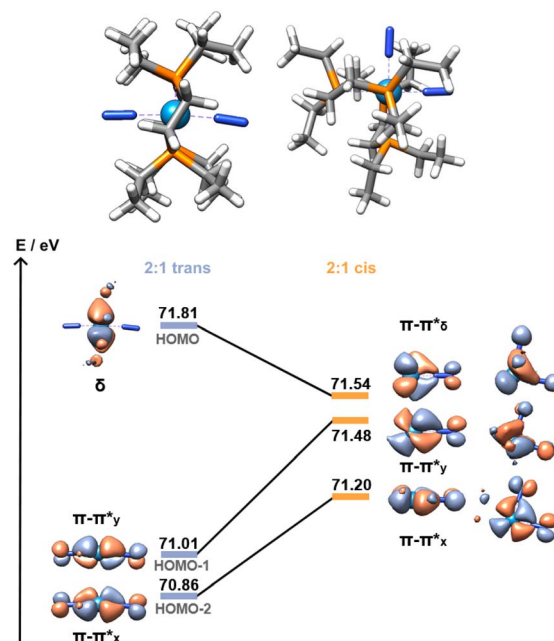 E / eV
2:1 trans
2:1 cis
71.81
HOMO
δ
π-π*δ
71.54
71.48
π-π*y
71.20
π-π*x
π-π*y
71.01
HOMO-1
70.86
HOMO-2
π-π*x